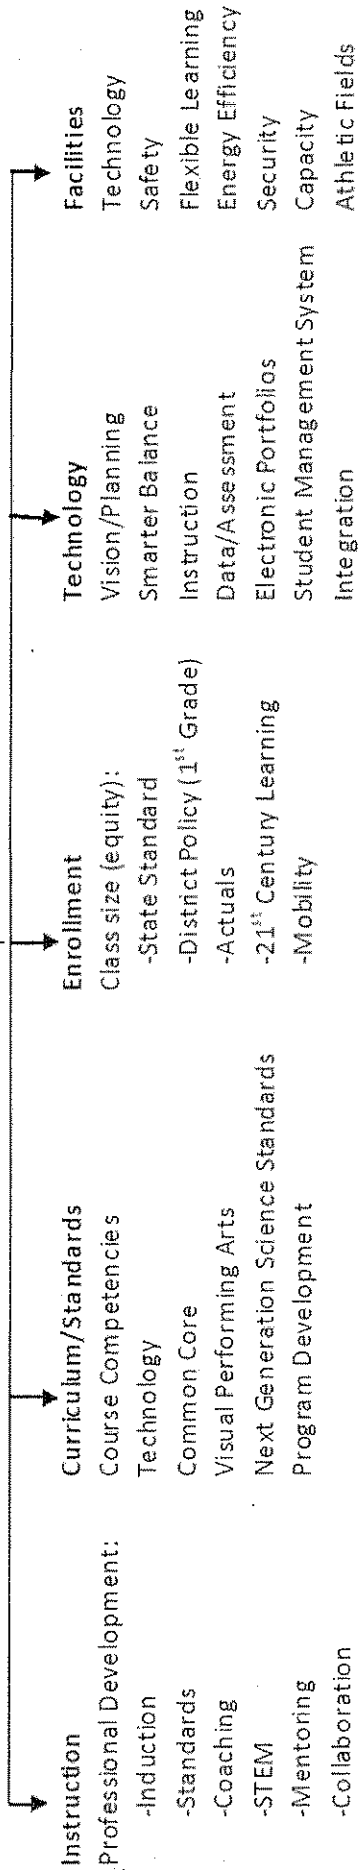 Instruction
Professional Development:
-Induction
-Standards
-Coaching
-STEM
-Mentoring
-Collaboration
Curriculum/Standards
Course Competencies
Technology
Common Core
Visual Performing Arts
Next Generation Science Standards
Program Development
Enrollment
Class size (equity):
-State Standard
-District Policy (1st Grade)
-Actuals
-21st Century Learning
-Mobility
Technology
Vision/Planning
Smarter Balance
Instruction
Data/Assessment
Electronic Portfolios
Student Management System
Integration
Facilities
Technology
Safety
Flexible Learning
Energy Efficiency
Security
Capacity
Athletic Fields